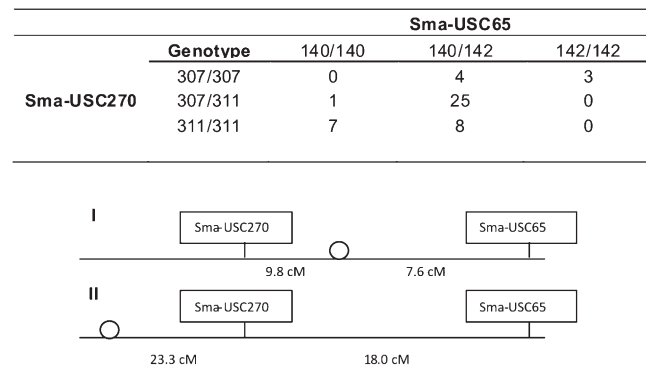 Sma-USC65
Genotype 140/140 140/142 142/142
307/307 0 4 3
Sma-USC270 307/311 1 25 0
311/311 7 8 0
I
Sma-USC270 Sma-USC65
9.8 cM 7.6 cM
II
Sma-USC270 Sma-USC65
23.3 cM 18.0 cM